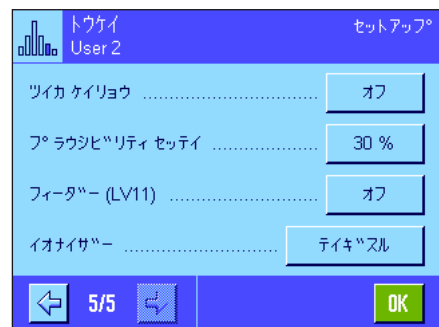 トウケイ セットアップ
User 2
ツイカ ケイリョウ .................................... オフ
プラウシビリティ セッテイ ...................... 30 %
フィーダー (LV11) .............................. オフ
イオナイザー ................................ テイギスル
5/5 OK